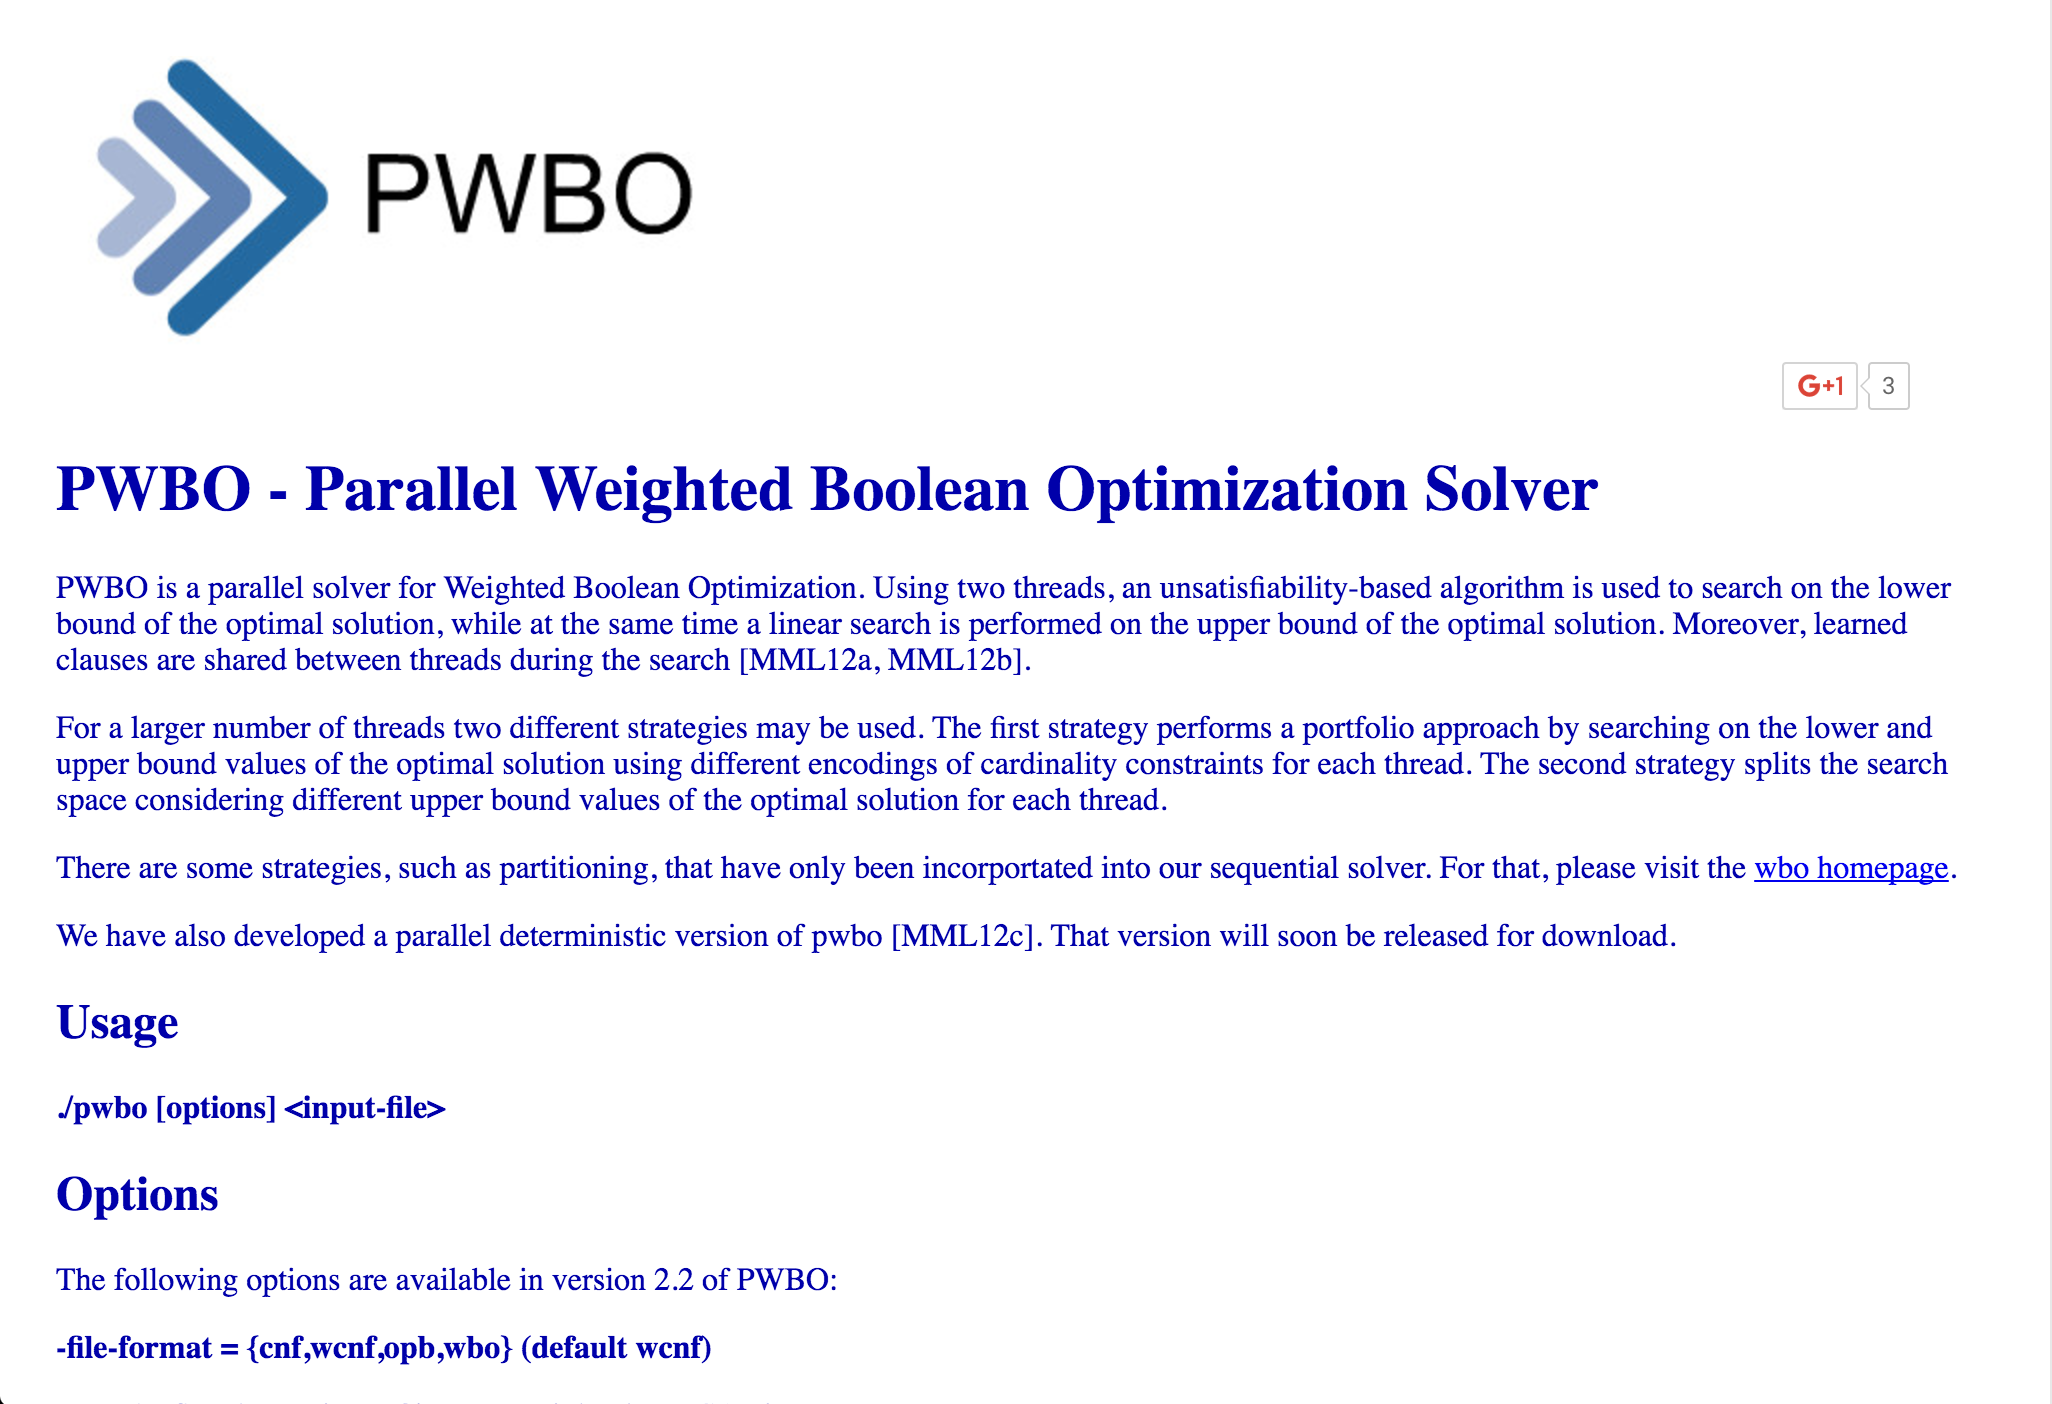 PWBO
G+1 3
PWBO - Parallel Weighted Boolean Optimization Solver
PWBO is a parallel solver for Weighted Boolean Optimization. Using two threads, an unsatisfiability-based algorithm is used to search on the lower
bound of the optimal solution, while at the same time a linear search is performed on the upper bound of the optimal solution. Moreover, learned
clauses are shared between threads during the search [MML12a, MML12b].
For a larger number of threads two different strategies may be used. The first strategy performs a portfolio approach by searching on the lower and
upper bound values of the optimal solution using different encodings of cardinality constraints for each thread. The second strategy splits the search
space considering different upper bound values of the optimal solution for each thread.
There are some strategies, such as partitioning, that have only been incorportated into our sequential solver. For that, please visit the wbo homepage.
We have also developed a parallel deterministic version of pwbo [MML12c]. That version will soon be released for download.
Usage
./pwbo [options] <input-file>
Options
The following options are available in version 2.2 of PWBO:
-file-format = {cnf,wcnf,opb,wbo} (default wcnf)